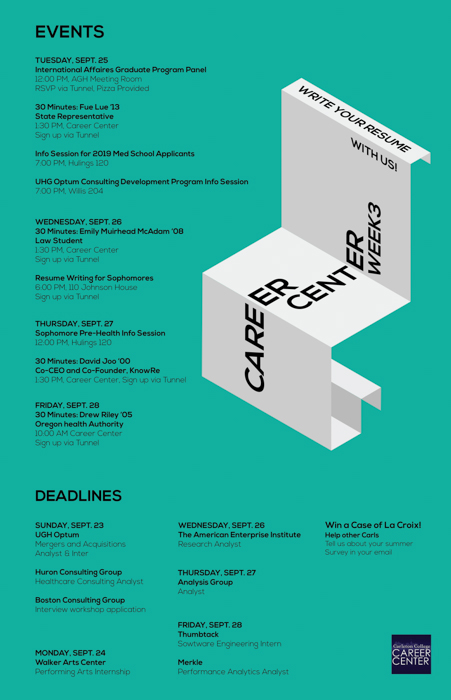 EVENTS
TUESDAY, SEPT. 25
International Affaires Graduate Program Panel
12:00 PM, AGH Meeting Room
RSVP via Tunnel, Pizza Provided
30 Minutes: Fue Lue '13
State Representative
1:30 PM, Career Center
Sign up via Tunnel
Info Session for 2019 Med School Applicants
7:00 PM, Hulings 120
UHG Optum Consulting Development Program Info Session
7:00 PM, Willis 204
WEDNESDAY, SEPT. 26
30 Minutes: Emily Muirhead McAdam '08
Law Student
1:30 PM, Career Center
Sign up via Tunnel
Resume Writing for Sophomores
6:00 PM, 110 Johnson House
Sign up via Tunnel
THURSDAY, SEPT. 27
Sophomore Pre-Health Info Session
12:00 PM, Hulings 120
30 Minutes: David Joo '00
Co-CEO and Co-Founder, KnowRe
1:30 PM, Career Center, Sign up via Tunnel
FRIDAY, SEPT. 28
30 Minutes: Drew Riley '05
Oregon health Authority
10:00 AM Career Center
Sign up via Tunnel
WRITE YOUR RESUME
WITH US!
CAREER CENTER
WEEK3
DEADLINES
SUNDAY, SEPT. 23
UGH Optum
Mergers and Acquisitions
Analyst & Inter
Huron Consulting Group
Healthcare Consulting Analyst
Boston Consulting Group
Interview workshop application
MONDAY, SEPT. 24
Walker Arts Center
Performing Arts Internship
WEDNESDAY, SEPT. 26
The American Enterprise Institute
Research Analyst
THURSDAY, SEPT. 27
Analysis Group
Analyst
FRIDAY, SEPT. 28
Thumbtack
Sowtware Engineering Intern
Merkle
Performance Analytics Analyst
Win a Case of La Croix!
Help other Carls
Tell us about your summer
Survey in your email
Carleton College
CAREER
CENTER